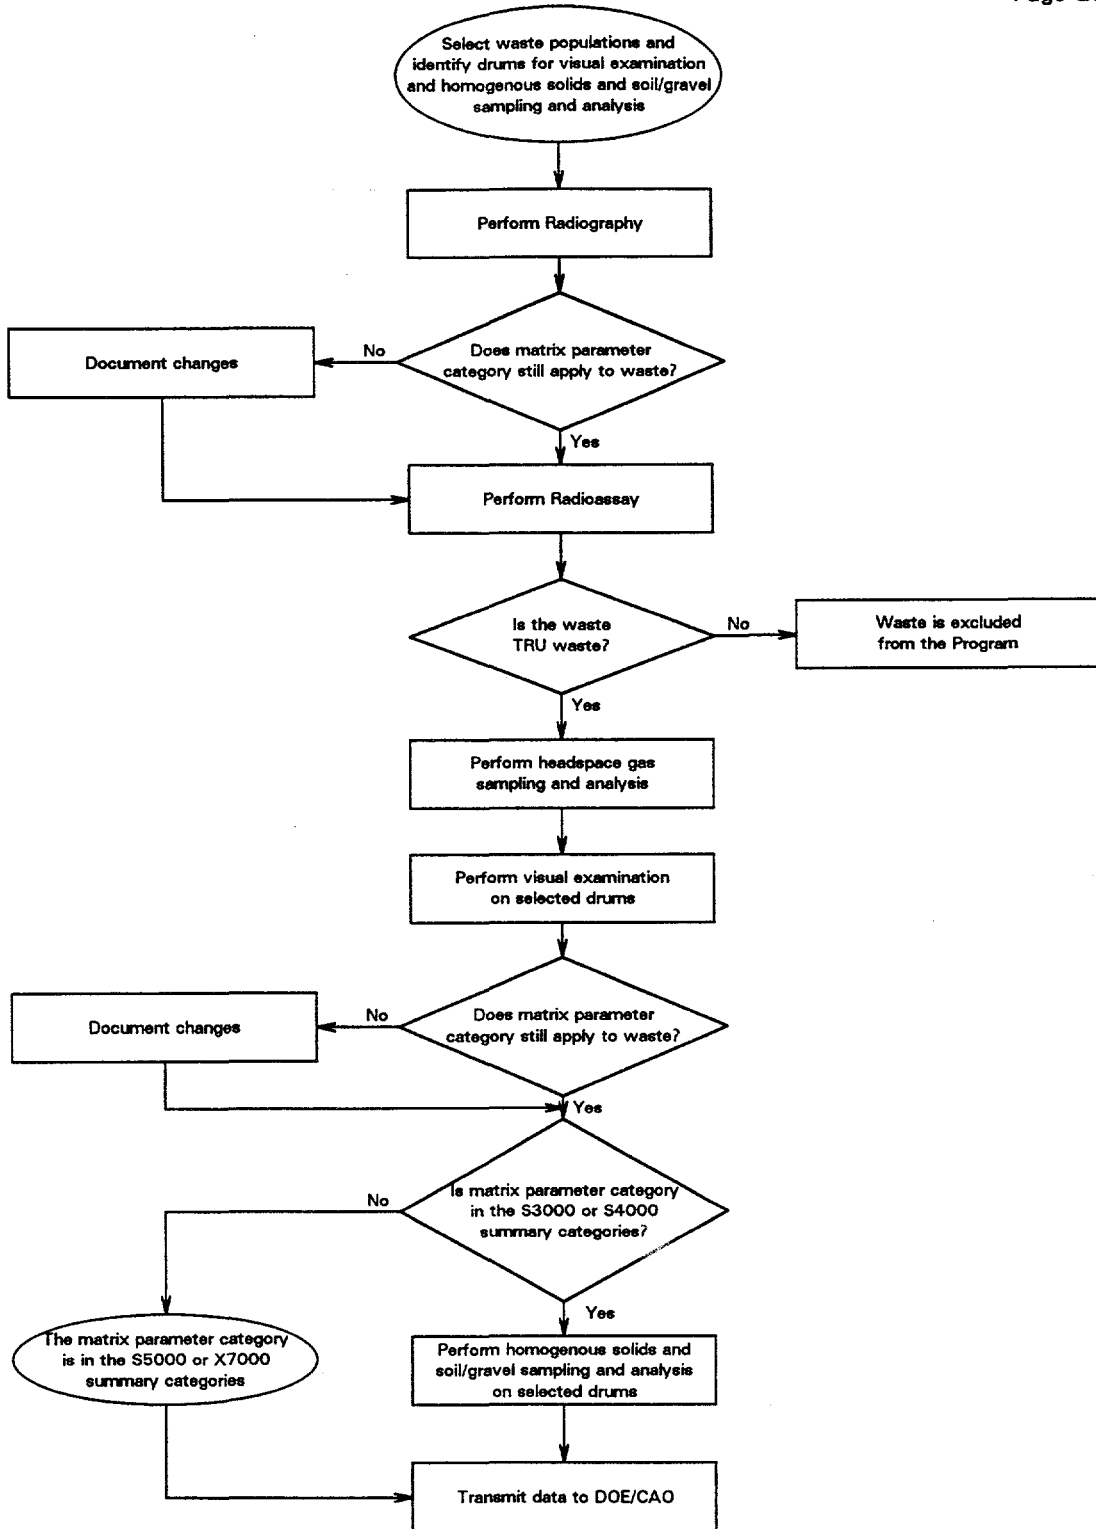 Select waste populations and
identify drums for visual examination
and homogenous solids and soil/gravel
sampling and analysis
Perform Radiography
Does matrix parameter
category still apply to waste?
No
Document changes
Yes
Perform Radioassay
Is the waste
TRU waste?
No
Waste is excluded
from the Program
Yes
Perform headspace gas
sampling and analysis
Perform visual examination
on selected drums
Does matrix parameter
category still apply to waste?
No
Document changes
Yes
Is matrix parameter category
in the S3000 or S4000
summary categories?
No
The matrix parameter category
is in the S5000 or X7000
summary categories
Yes
Perform homogenous solids and
soil/gravel sampling and analysis
on selected drums
Transmit data to DOE/CAO